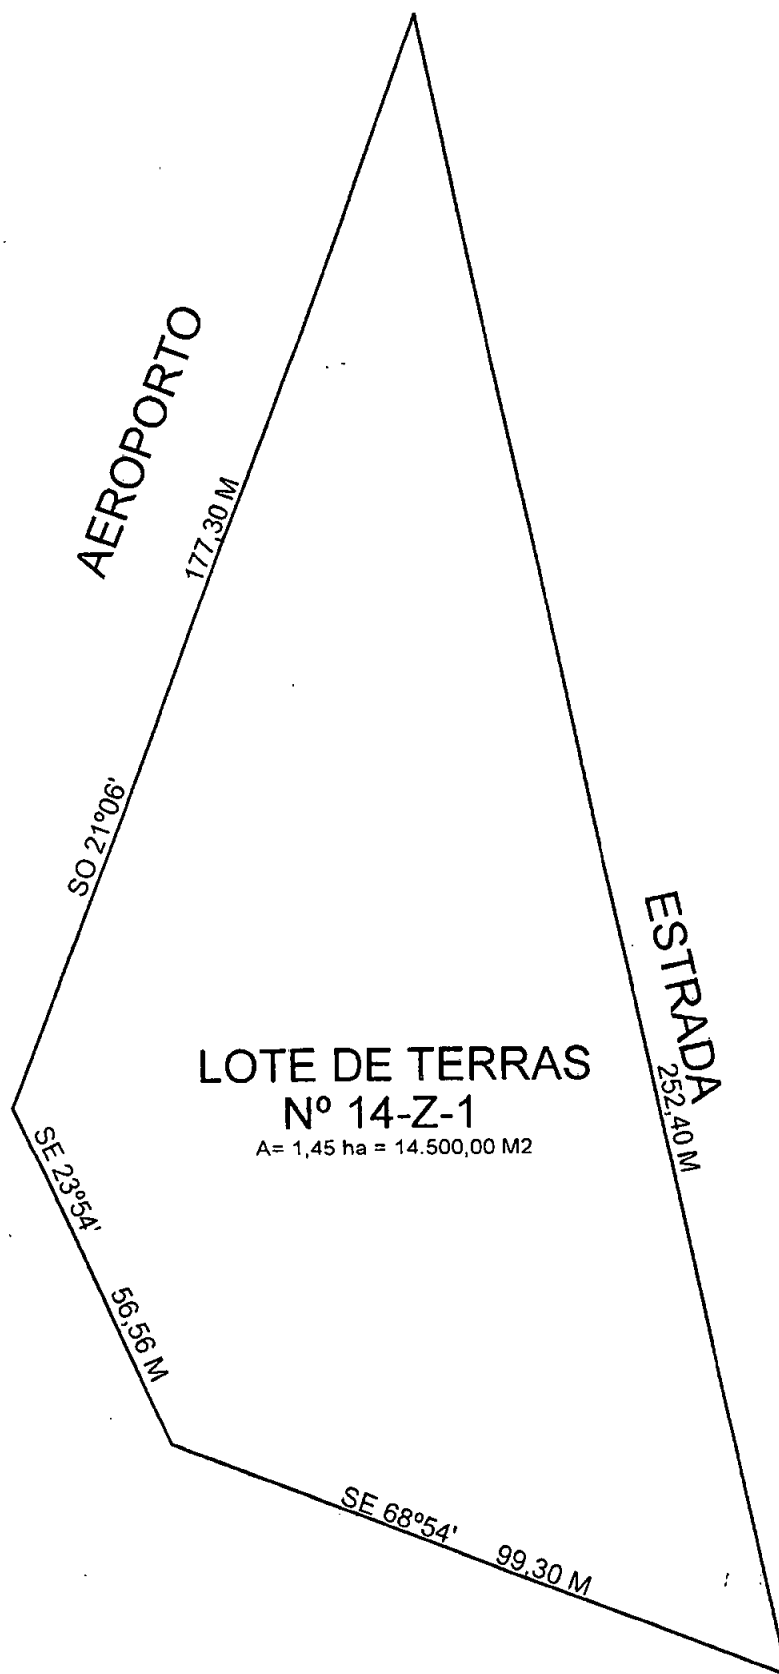 AEROPORTO
177,30 M
SO 21º06'
ESTRADA
252,40 M
LOTE DE TERRAS
Nº 14-Z-1
A= 1,45 ha = 14.500,00 M2
SE 23º54'
56,56 M
SE 68º54'
99,30 M